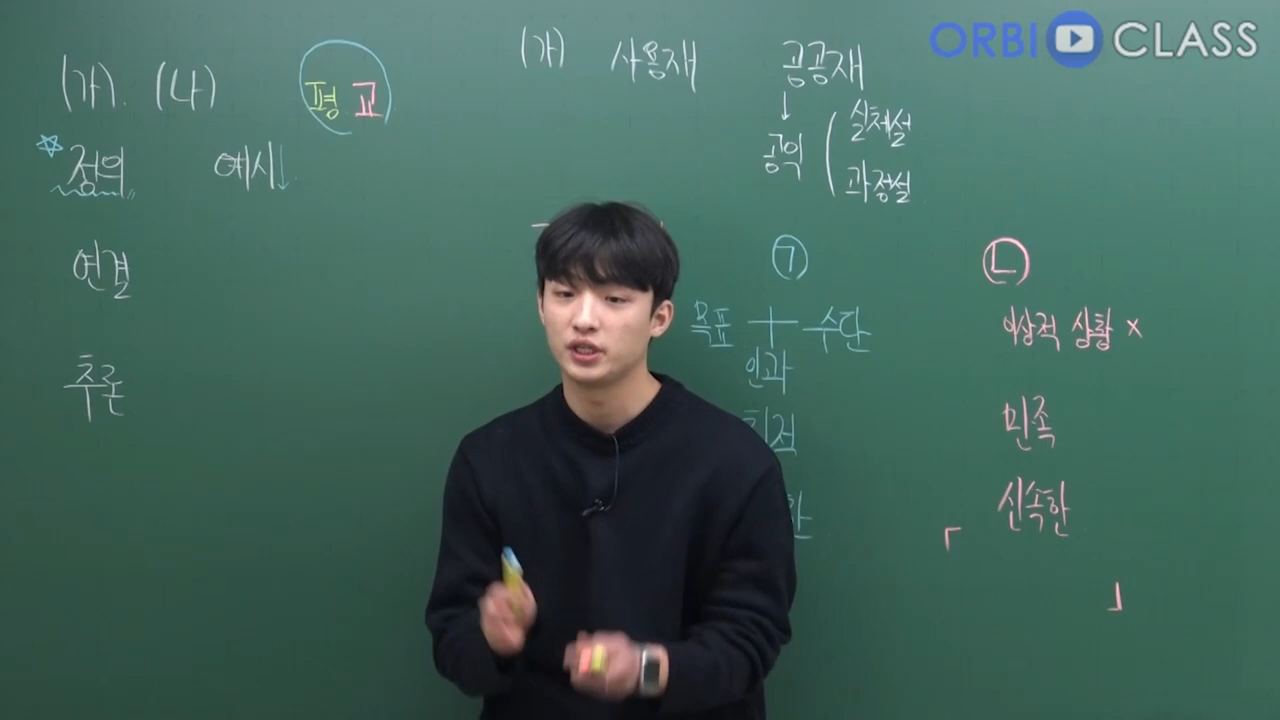 ORBI CLASS
(가). (나)
평 교
정의 예시↓
연결
추론
(가) 사용재 공공재
↓
공익
실체설
과정설
㉠
목표 수단
인과
㉡
이상적 상황 ×
만족
신속한
「
」